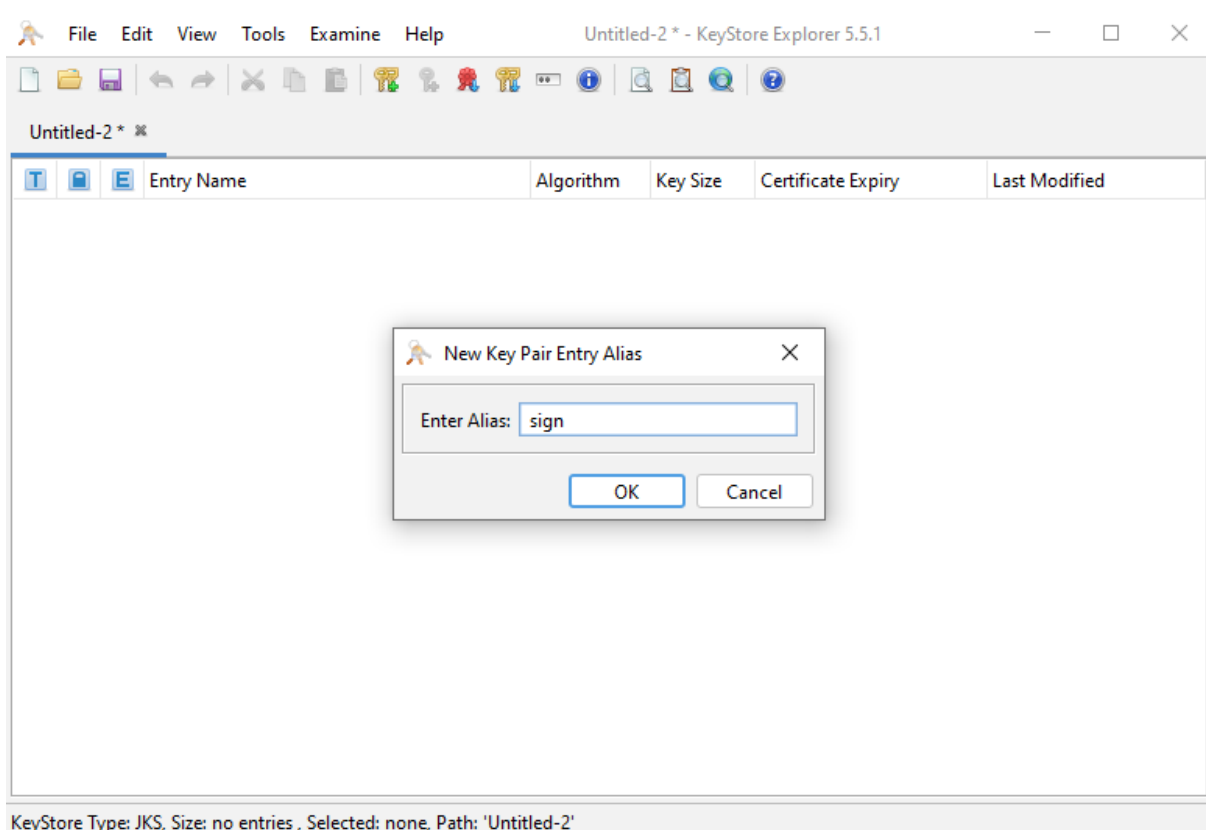 File Edit View Tools Examine Help Untitled-2 * - KeyStore Explorer 5.5.1
Untitled-2 *
T E Entry Name Algorithm Key Size Certificate Expiry Last Modified
New Key Pair Entry Alias
Enter Alias: sign
OK Cancel
KeyStore Type: JKS, Size: no entries , Selected: none, Path: 'Untitled-2'